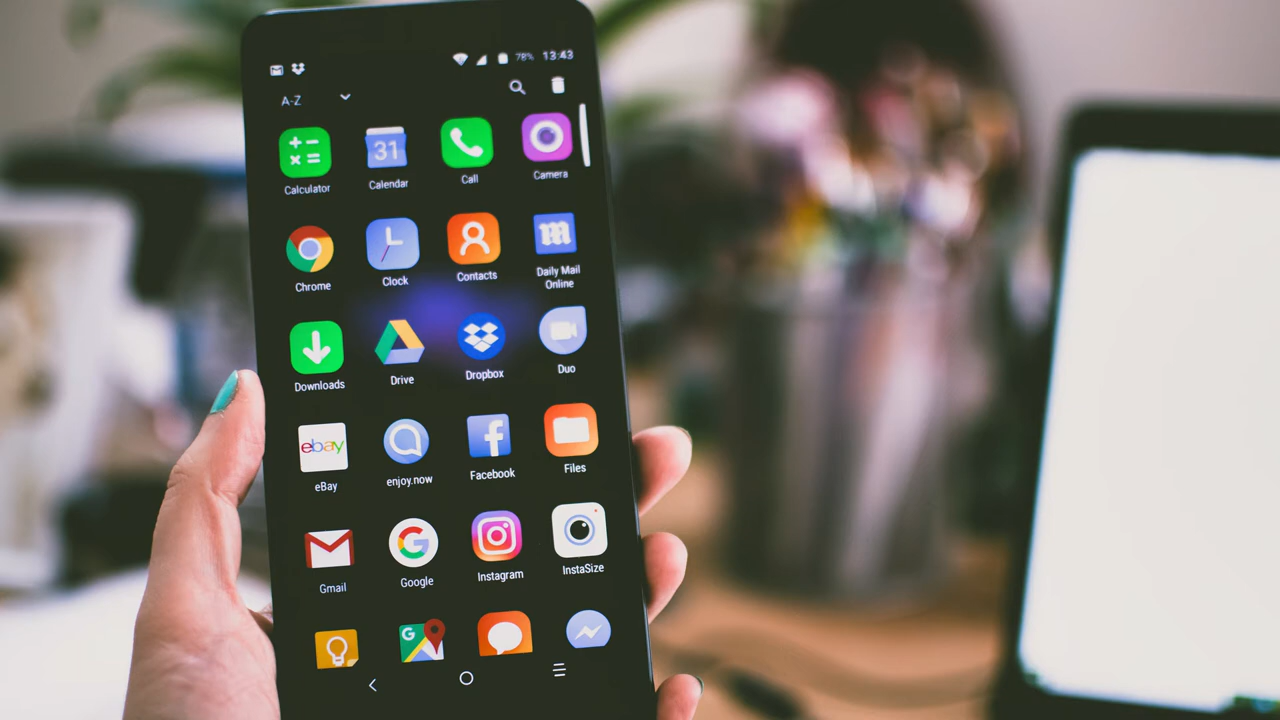 78% 13:43
A-Z
31
Calculator Calendar Call Camera
m
Chrome Clock Contacts Daily Mail
Online
Downloads Drive Dropbox Duo
ebay
eBay enjoy.now Facebook Files
G
Gmail Google Instagram InstaSize
G